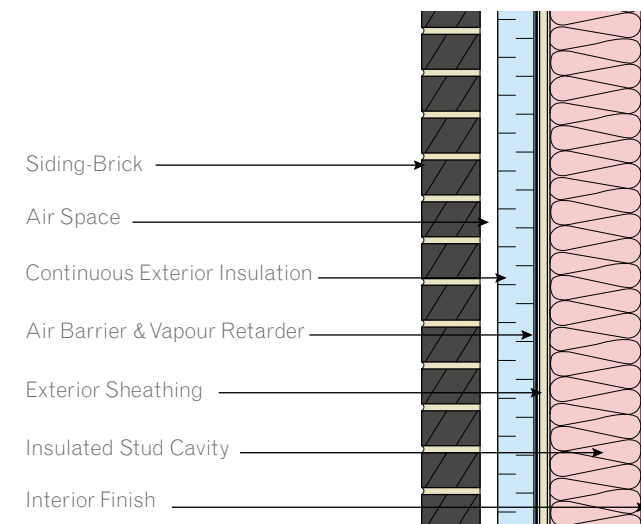 Siding-Brick
Air Space
Continuous Exterior Insulation
Air Barrier & Vapour Retarder
Exterior Sheathing
Insulated Stud Cavity
Interior Finish